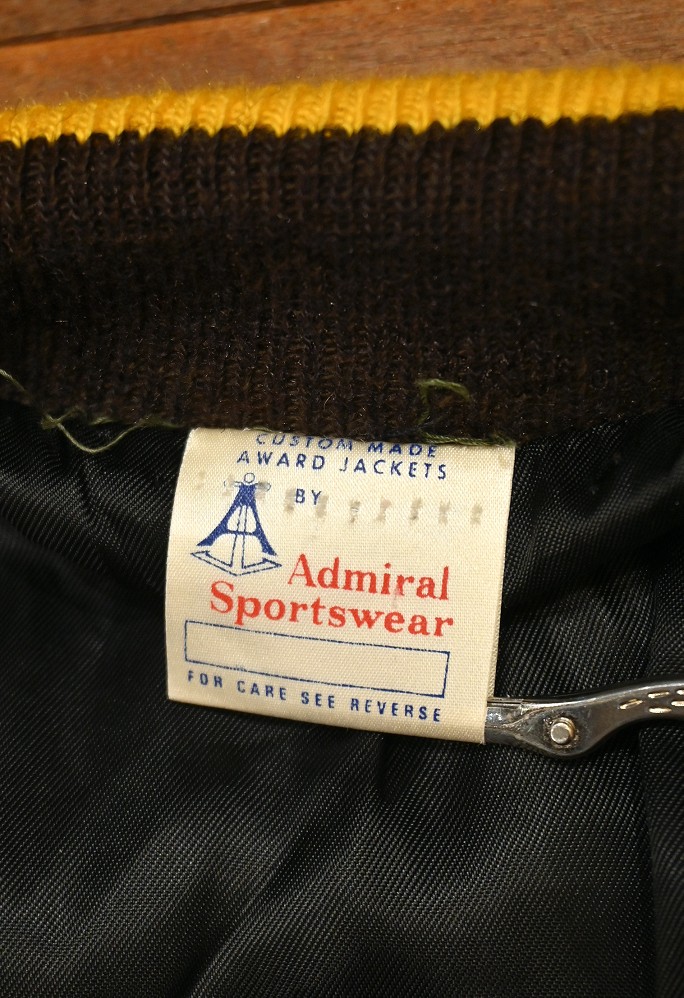 CUSTOM MADE
AWARD JACKETS
BY
Admiral
Sportswear
FOR CARE SEE REVERSE